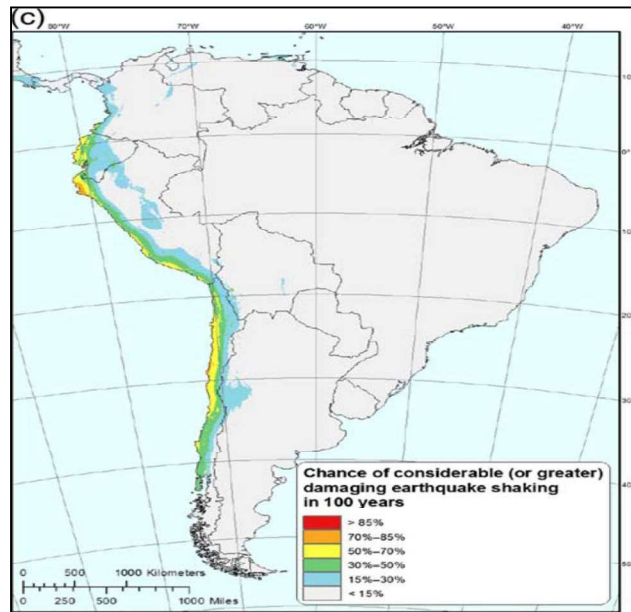 (C)
80°W 70°W 60°W 50°W 40°W
10°
0°
10°
20°
30°
40°
50°
Chance of considerable (or greater)
damaging earthquake shaking
in 100 years
> 85%
70%–85%
50%–70%
30%–50%
15%–30%
< 15%
0 500 1000 Kilometers
0 250 500 1000 Miles